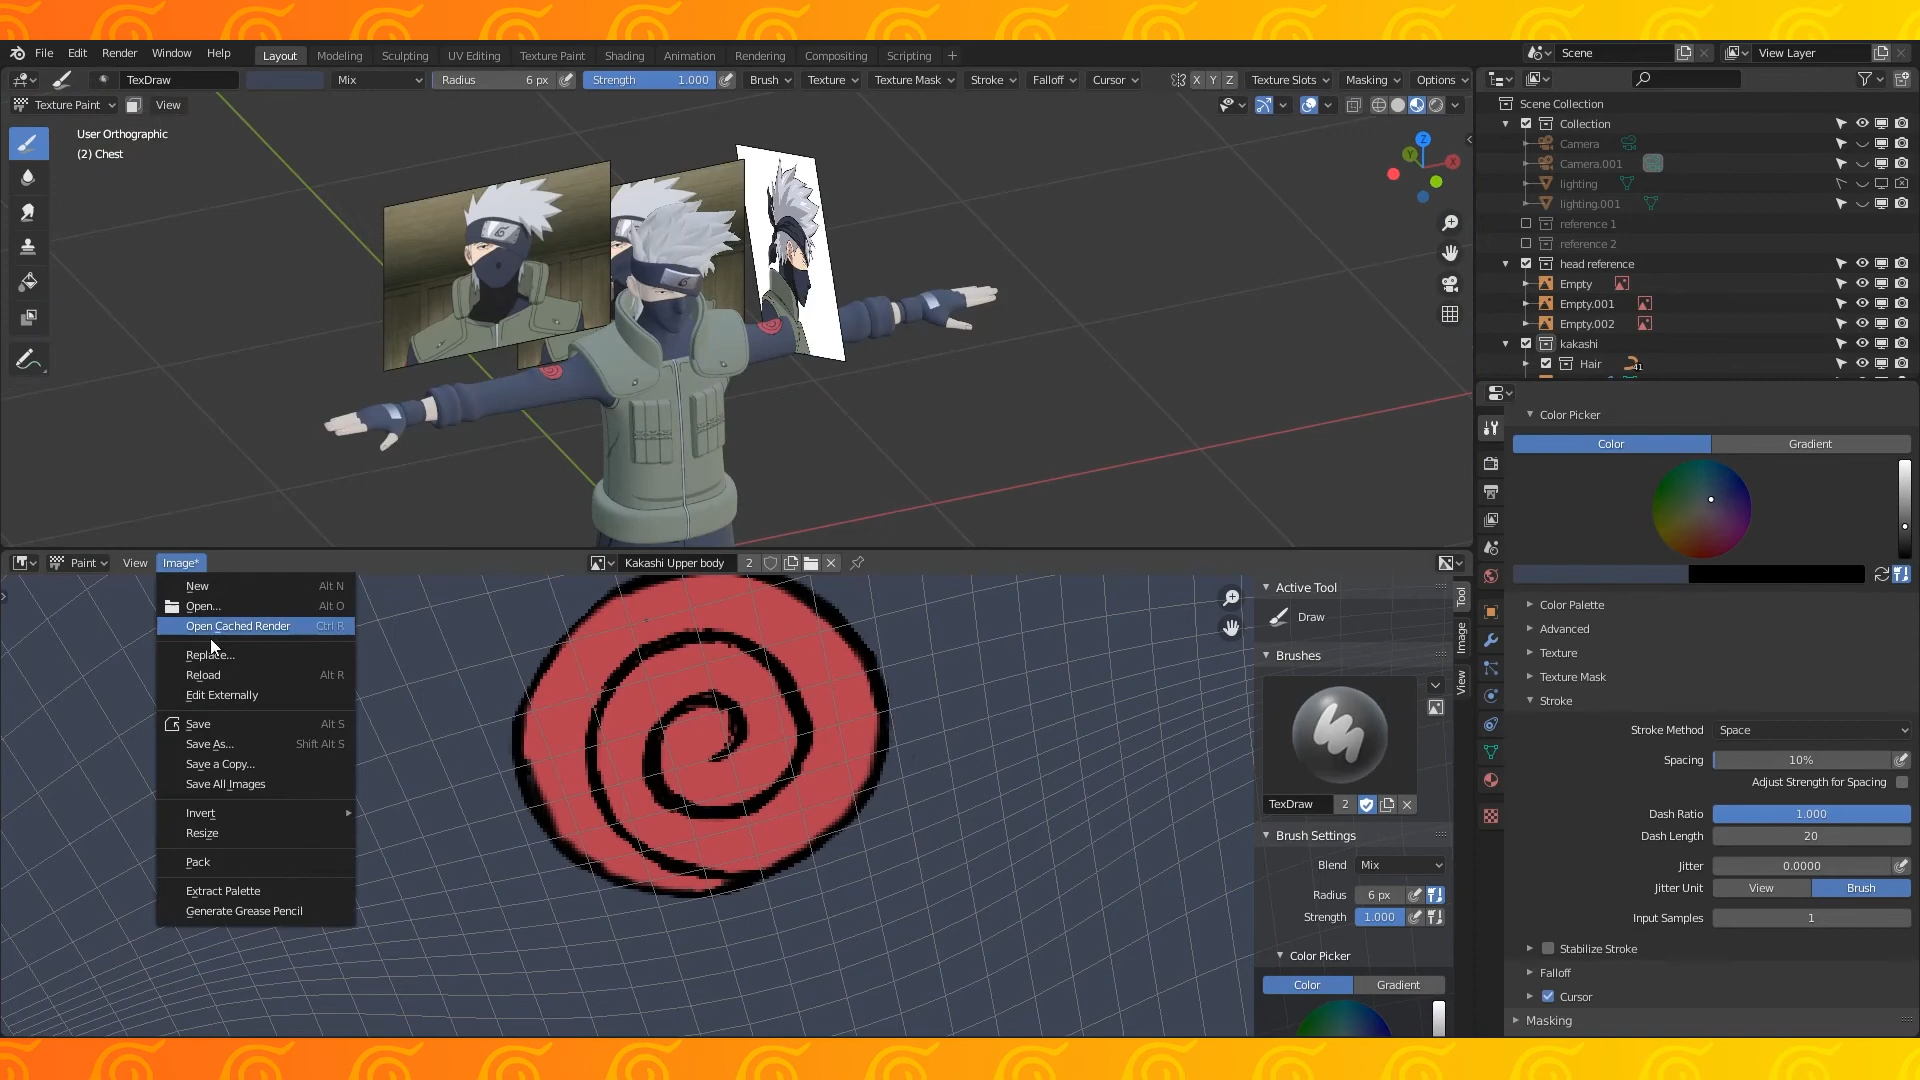 File Edit Render Window Help Layout Modeling Sculpting UV Editing Texture Paint Shading Animation Rendering Compositing Scripting + Scene View Layer
TexDraw Mix Radius 6 px Strength 1.000 Brush Texture Texture Mask Stroke Falloff Cursor X Y Z Texture Slots Masking Options
Texture Paint View
User Orthographic
(2) Chest
Z
Y
X
Scene Collection
Collection
Camera
Camera.001
lighting
lighting.001
reference 1
reference 2
head reference
Empty
Empty.001
Empty.002
kakashi
Hair 41
Color Picker
Color Gradient
Color Palette
Advanced
Texture
Texture Mask
Stroke
Stroke Method Space
Spacing 10%
Adjust Strength for Spacing
Dash Ratio 1.000
Dash Length 20
Jitter 0.0000
Jitter Unit View Brush
Input Samples 1
Stabilize Stroke
Falloff
Cursor
Masking
Paint View Image* Kakashi Upper body 2
New Alt N
Open... Alt O
Open Cached Render Ctrl R
Replace...
Reload Alt R
Edit Externally
Save Alt S
Save As... Shift Alt S
Save a Copy...
Save All Images
Invert
Resize
Pack
Extract Palette
Generate Grease Pencil
Active Tool
Draw
Brushes
TexDraw 2
Brush Settings
Blend Mix
Radius 6 px
Strength 1.000
Color Picker
Color Gradient
Tool
Image
View